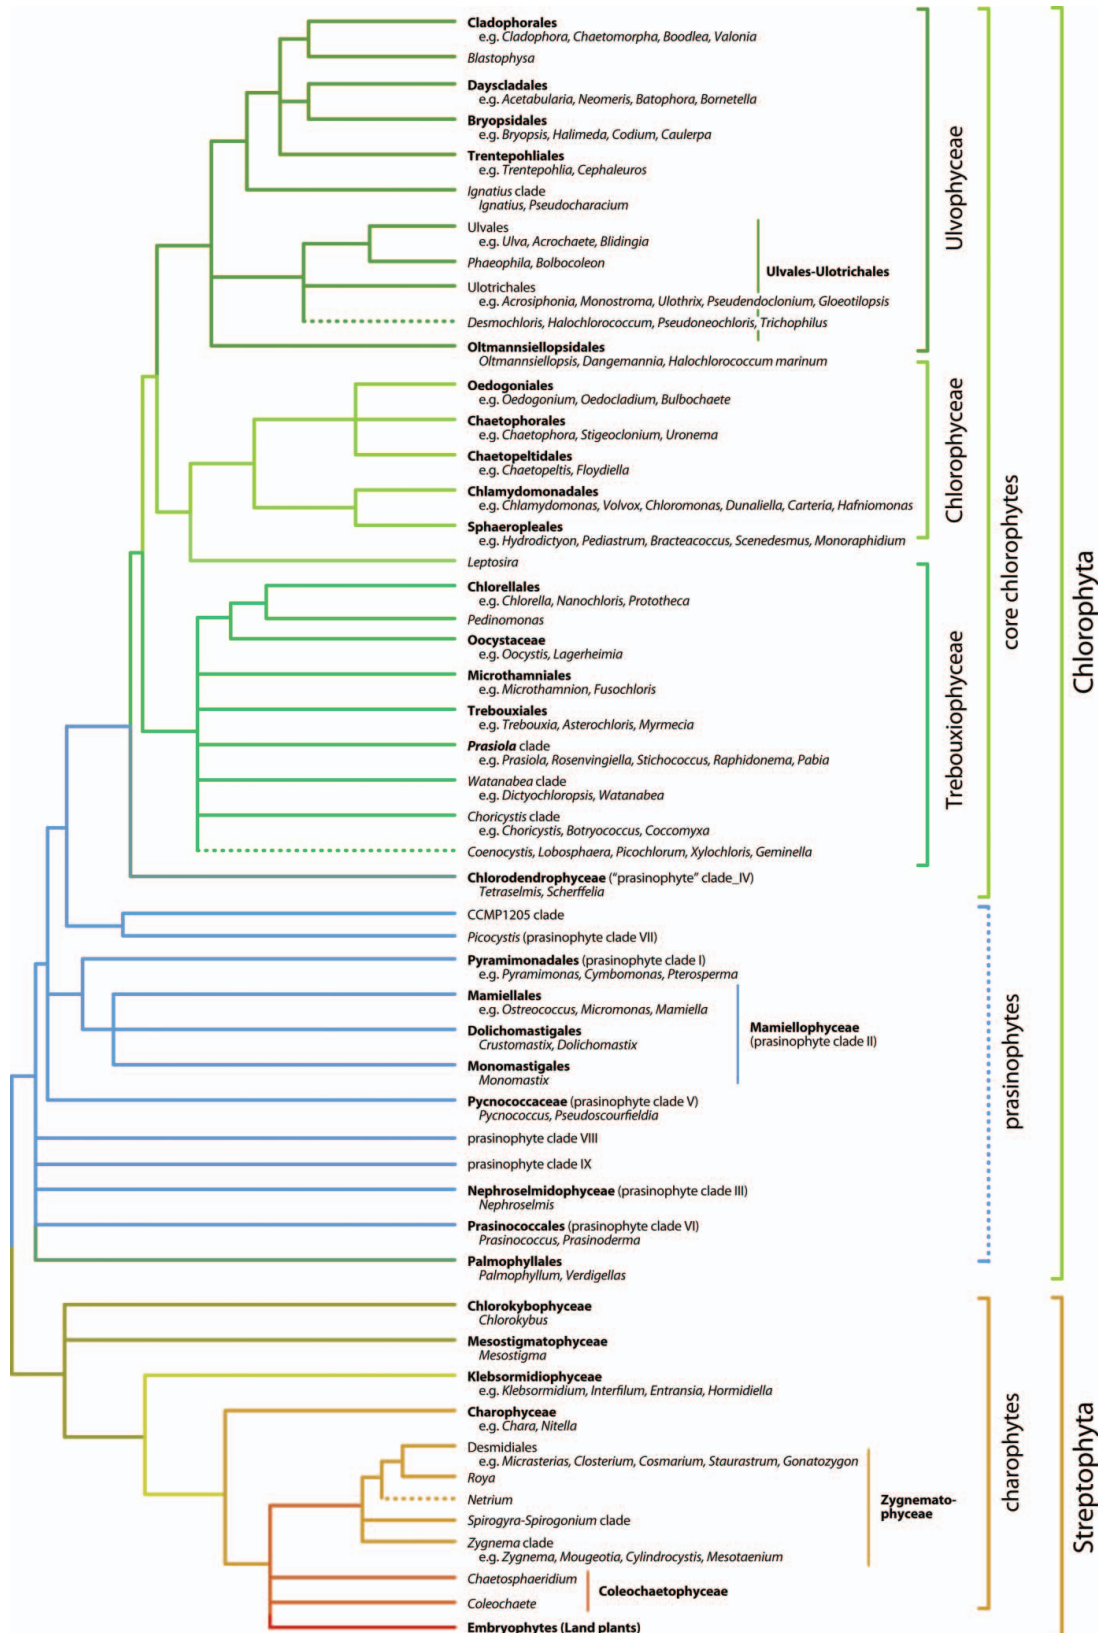 Cladophorales
e.g. Cladophora, Chaetomorpha, Boodlea, Valonia
Blastophysa
Dayscladales
e.g. Acetabularia, Neomeris, Batophora, Bornetella
Bryopsidales
e.g. Bryopsis, Halimeda, Codium, Caulerpa
Trentepohliales
e.g. Trentepohlia, Cephaleuros
Ignatius clade
Ignatius, Pseudocharacium
Ulvales
e.g. Ulva, Acrochaete, Blidingia
Phaeophila, Bolbocoleon
Ulvales-Ulotrichales
Ulotrichales
e.g. Acrosiphonia, Monostroma, Ulothrix, Pseudendoclonium, Gloeotilopsis
Desmochloris, Halochlorococcum, Pseudoneochloris, Trichophilus
Oltmannsiellopsidales
Oltmannsiellopsis, Dangemannia, Halochlorococcum marinum
Ulvophyceae
Oedogoniales
e.g. Oedogonium, Oedocladium, Bulbochaete
Chaetophorales
e.g. Chaetophora, Stigeoclonium, Uronema
Chaetopeltidales
e.g. Chaetopeltis, Floydiella
Chlamydomonadales
e.g. Chlamydomonas, Volvox, Chloromonas, Dunaliella, Carteria, Hafniomonas
Sphaeropleales
e.g. Hydrodictyon, Pediastrum, Bracteacoccus, Scenedesmus, Monoraphidium
Chlorophyceae
Leptosira
Chlorellales
e.g. Chlorella, Nanochloris, Prototheca
Pedinomonas
Oocystaceae
e.g. Oocystis, Lagerheimia
Microthamniales
e.g. Microthamnion, Fusochloris
Trebouxiales
e.g. Trebouxia, Asterochloris, Myrmecia
Prasiola clade
e.g. Prasiola, Rosenvingiella, Stichococcus, Raphidonema, Pabia
Watanabea clade
e.g. Dictyochloropsis, Watanabea
Choricystis clade
e.g. Choricystis, Botryococcus, Coccomyxa
Coenocystis, Lobosphaera, Picochlorum, Xylochloris, Geminella
Trebouxiophyceae
Chlorodendrophyceae ("prasinophyte" clade_IV)
Tetraselmis, Scherffelia
core chlorophytes
CCMP1205 clade
Picocystis (prasinophyte clade VII)
Pyramimonadales (prasinophyte clade I)
e.g. Pyramimonas, Cymbomonas, Pterosperma
Mamiellales
e.g. Ostreococcus, Micromonas, Mamiella
Dolichomastigales
Crustomastix, Dolichomastix
Mamiellophyceae
(prasinophyte clade II)
Monomastigales
Monomastix
Pycnococcaceae (prasinophyte clade V)
Pycnococcus, Pseudoscourfieldia
prasinophyte clade VIII
prasinophyte clade IX
Nephroselmidophyceae (prasinophyte clade III)
Nephroselmis
Prasinococcales (prasinophyte clade VI)
Prasinococcus, Prasinoderma
Palmophyllales
Palmophyllum, Verdigellas
prasinophytes
Chlorophyta
Chlorokybophyceae
Chlorokybus
Mesostigmatophyceae
Mesostigma
Klebsormidiophyceae
e.g. Klebsormidium, Interfilum, Entransia, Hormidiella
Charophyceae
e.g. Chara, Nitella
Desmidiales
e.g. Micrasterias, Closterium, Cosmarium, Staurastrum, Gonatozygon
Roya
Netrium
Spirogyra-Spirogonium clade
Zygnema clade
e.g. Zygnema, Mougeotia, Cylindrocystis, Mesotaenium
Zygnemato-
phyceae
Chaetosphaeridium
Coleochaete
Coleochaetophyceae
Embryophytes (Land plants)
charophytes
Streptophyta